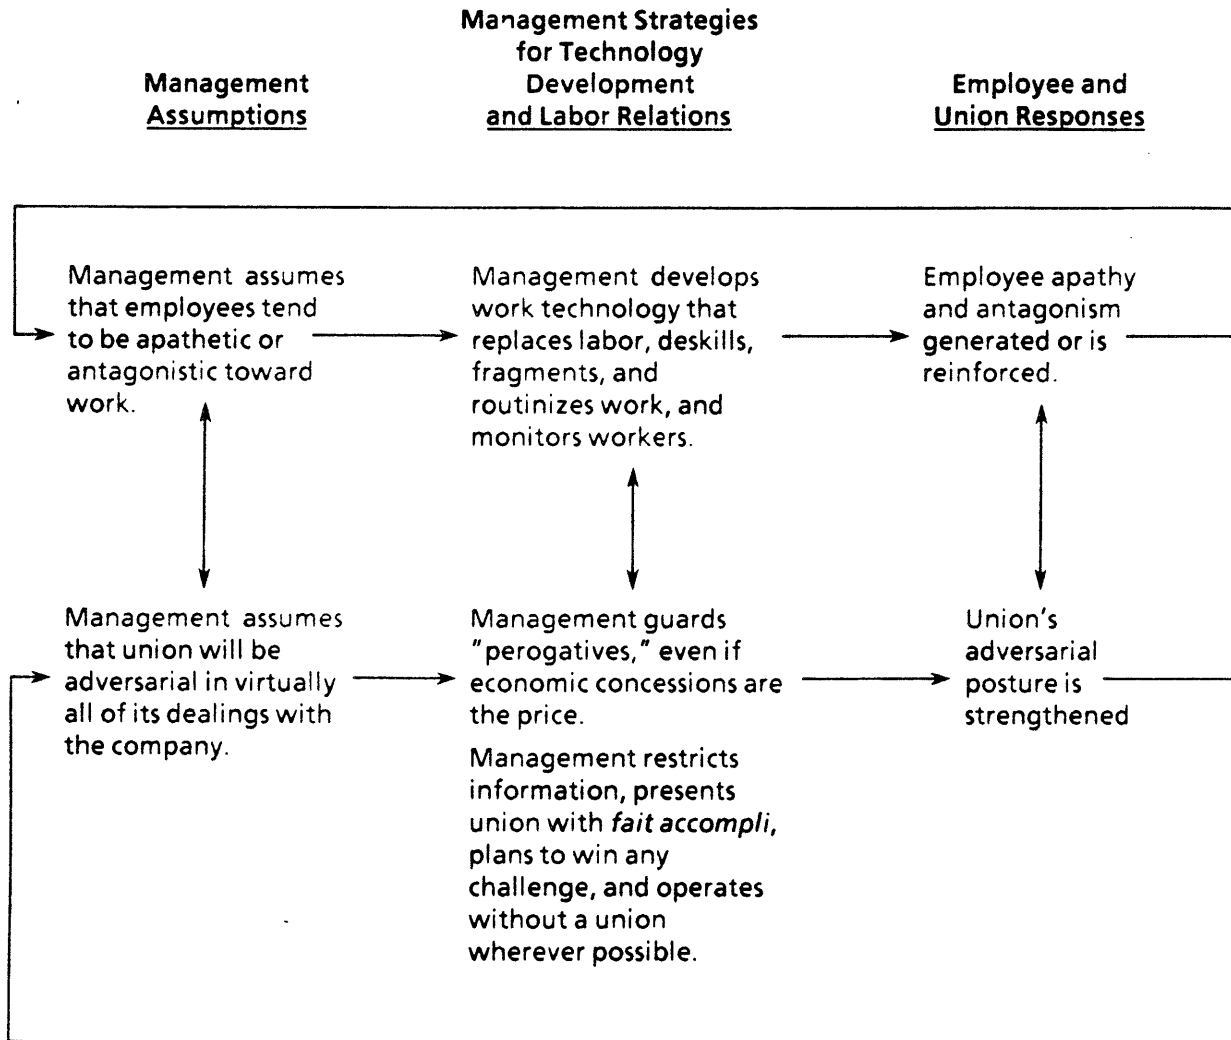 Management
Assumptions
Management Strategies
for Technology
Development
and Labor Relations
Employee and
Union Responses
Management assumes
that employees tend
to be apathetic or
antagonistic toward
work.
Management develops
work technology that
replaces labor, deskills,
fragments, and
routinizes work, and
monitors workers.
Employee apathy
and antagonism
generated or is
reinforced.
Management assumes
that union will be
adversarial in virtually
all of its dealings with
the company.
Management guards
"perogatives," even if
economic concessions are
the price.
Management restricts
information, presents
union with fait accompli,
plans to win any
challenge, and operates
without a union
wherever possible.
Union's
adversarial
posture is
strengthened